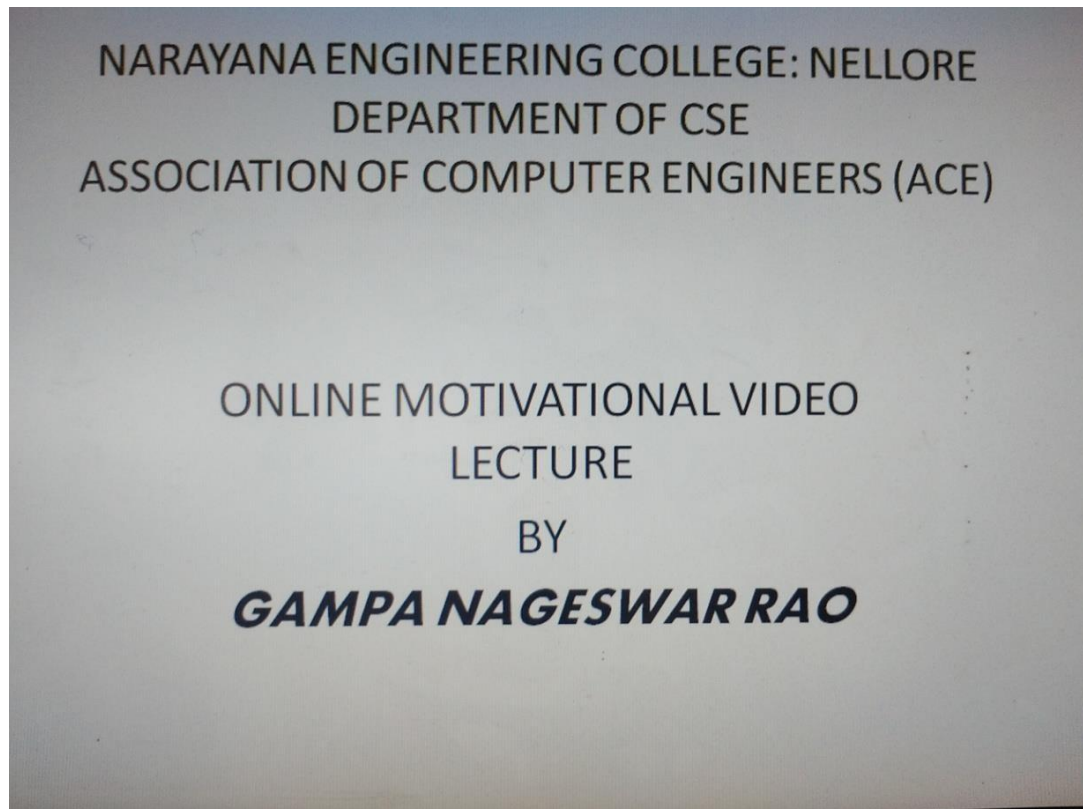 NARAYANA ENGINEERING COLLEGE: NELLORE
DEPARTMENT OF CSE
ASSOCIATION OF COMPUTER ENGINEERS (ACE)
ONLINE MOTIVATIONAL VIDEO
LECTURE
BY
GAMPA NAGESWAR RAO